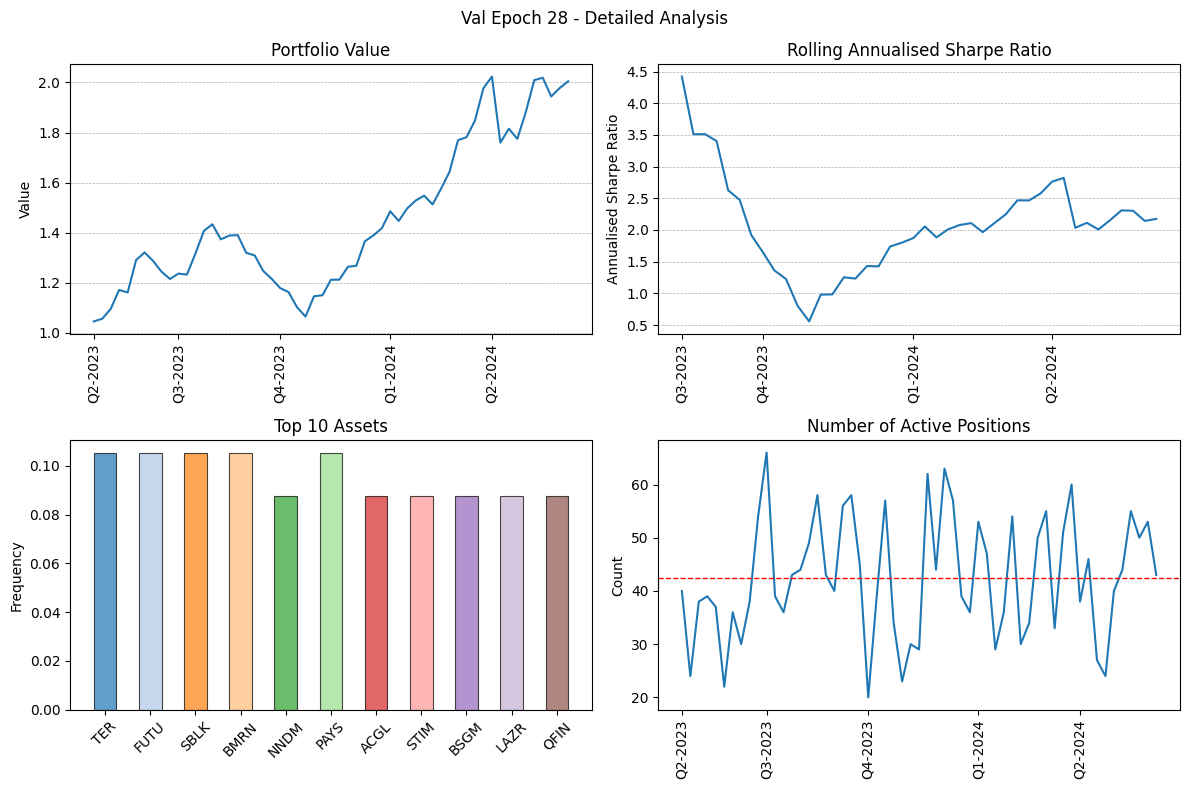 Val Epoch 28 - Detailed Analysis
Portfolio Value
Value
2.0
1.8
1.6
1.4
1.2
1.0
Q2-2023
Q3-2023
Q4-2023
Q1-2024
Q2-2024
Rolling Annualised Sharpe Ratio
Annualised Sharpe Ratio
4.5
4.0
3.5
3.0
2.5
2.0
1.5
1.0
0.5
Q3-2023
Q4-2023
Q1-2024
Q2-2024
Top 10 Assets
Frequency
0.10
0.08
0.06
0.04
0.02
0.00
TER
FUTU
SBLK
BMRN
NNDM
PAYS
ACGL
STIM
BSGM
LAZR
QFIN
Number of Active Positions
Count
60
50
40
30
20
Q2-2023
Q3-2023
Q4-2023
Q1-2024
Q2-2024